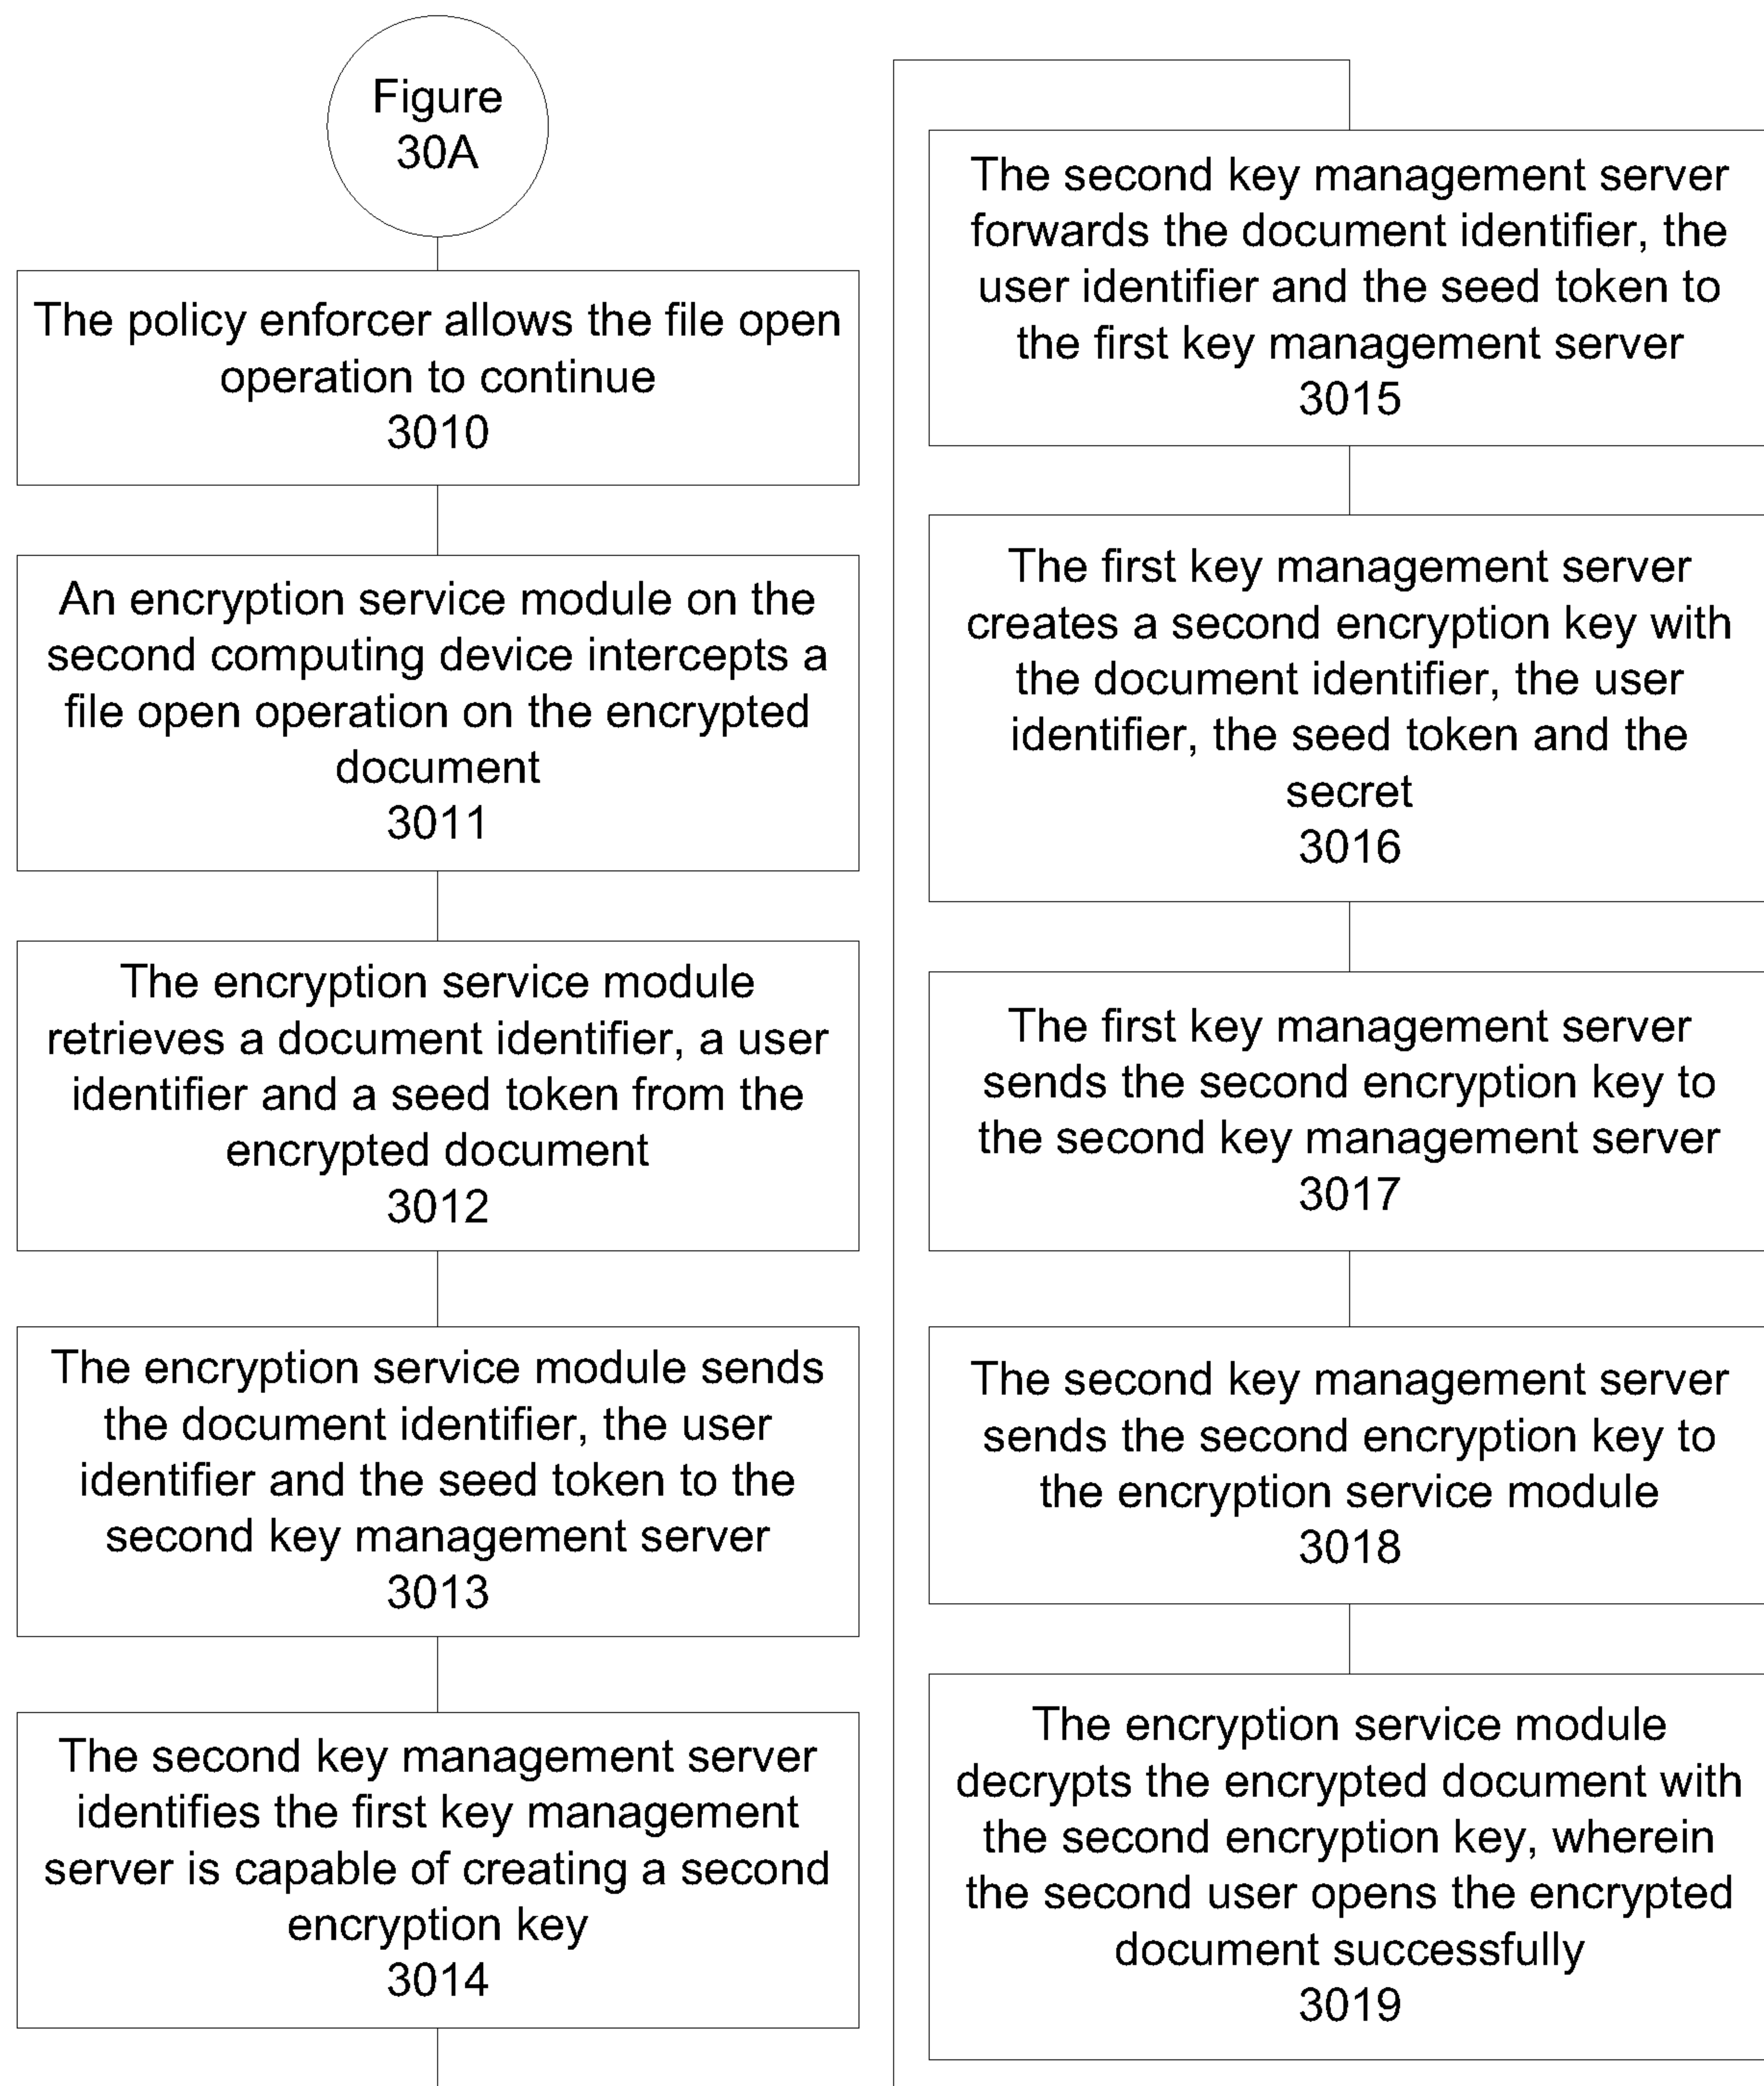 Figure
30A
The policy enforcer allows the file open
operation to continue
3010
An encryption service module on the
second computing device intercepts a
file open operation on the encrypted
document
3011
The encryption service module
retrieves a document identifier, a user
identifier and a seed token from the
encrypted document
3012
The encryption service module sends
the document identifier, the user
identifier and the seed token to the
second key management server
3013
The second key management server
identifies the first key management
server is capable of creating a second
encryption key
3014
The second key management server
forwards the document identifier, the
user identifier and the seed token to
the first key management server
3015
The first key management server
creates a second encryption key with
the document identifier, the user
identifier, the seed token and the
secret
3016
The first key management server
sends the second encryption key to
the second key management server
3017
The second key management server
sends the second encryption key to
the encryption service module
3018
The encryption service module
decrypts the encrypted document with
the second encryption key, wherein
the second user opens the encrypted
document successfully
3019